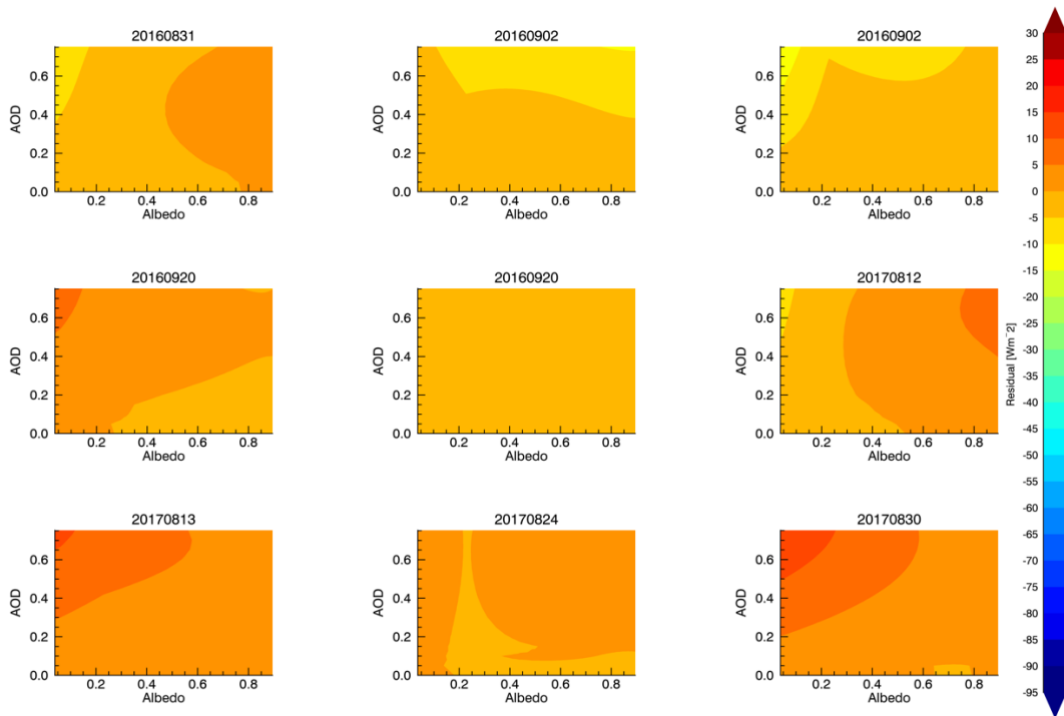 20160831
20160902
20160902
AOD
0.6
0.4
0.2
0.0
0.2 0.4 0.6 0.8
Albedo
AOD
0.6
0.4
0.2
0.0
0.2 0.4 0.6 0.8
Albedo
AOD
0.6
0.4
0.2
0.0
0.2 0.4 0.6 0.8
Albedo
20160920
20160920
20170812
AOD
0.6
0.4
0.2
0.0
0.2 0.4 0.6 0.8
Albedo
AOD
0.6
0.4
0.2
0.0
0.2 0.4 0.6 0.8
Albedo
AOD
0.6
0.4
0.2
0.0
0.2 0.4 0.6 0.8
Albedo
20170813
20170824
20170830
AOD
0.6
0.4
0.2
0.0
0.2 0.4 0.6 0.8
Albedo
AOD
0.6
0.4
0.2
0.0
0.2 0.4 0.6 0.8
Albedo
AOD
0.6
0.4
0.2
0.0
0.2 0.4 0.6 0.8
Albedo
Residual [Wm^-2]
30
25
20
15
10
5
0
-5
-10
-15
-20
-25
-30
-35
-40
-45
-50
-55
-60
-65
-70
-75
-80
-85
-90
-95